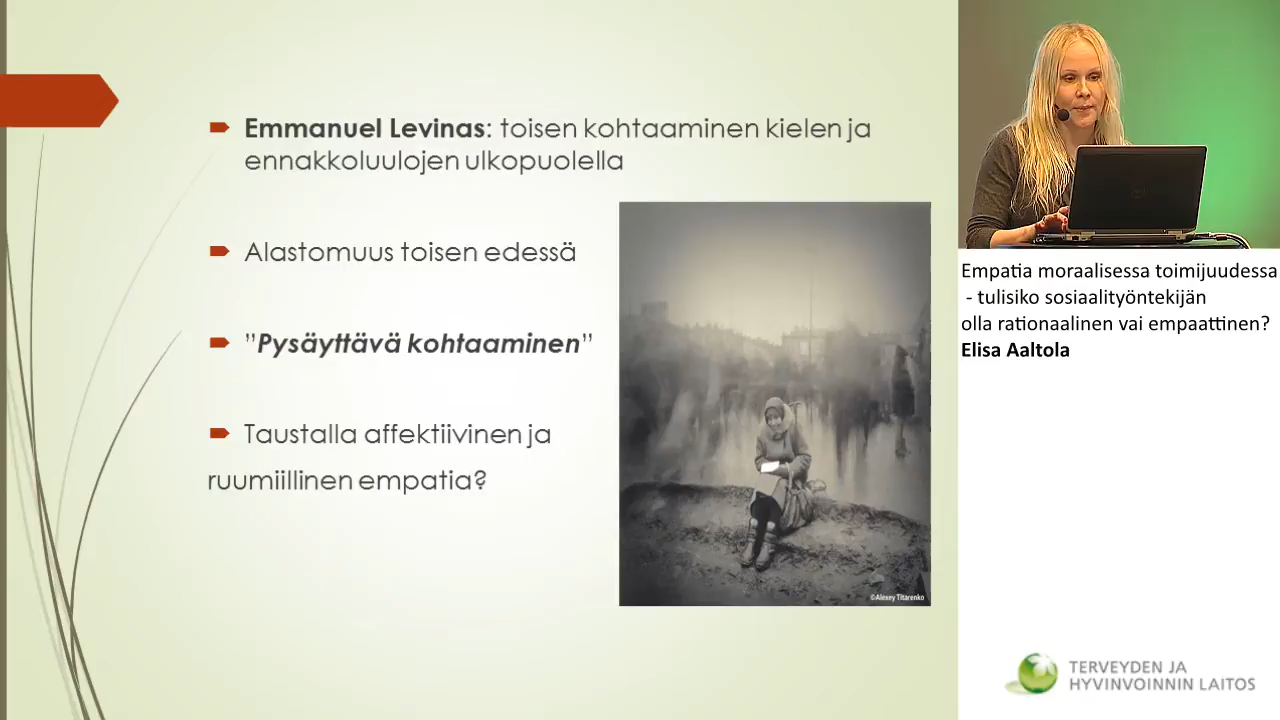 Emmanuel Levinas: toisen kohtaaminen kielen ja
ennakkoluulojen ulkopuolella
Alastomuus toisen edessä
”Pysäyttävä kohtaaminen”
Taustalla affektiivinen ja
ruumiillinen empatia?
©Alexey Titarenko
Empatia moraalisessa toimijuudessa
- tulisiko sosiaalityöntekijän
olla rationaalinen vai empaattinen?
Elisa Aaltola
TERVEYDEN JA
HYVINVOINNIN LAITOS